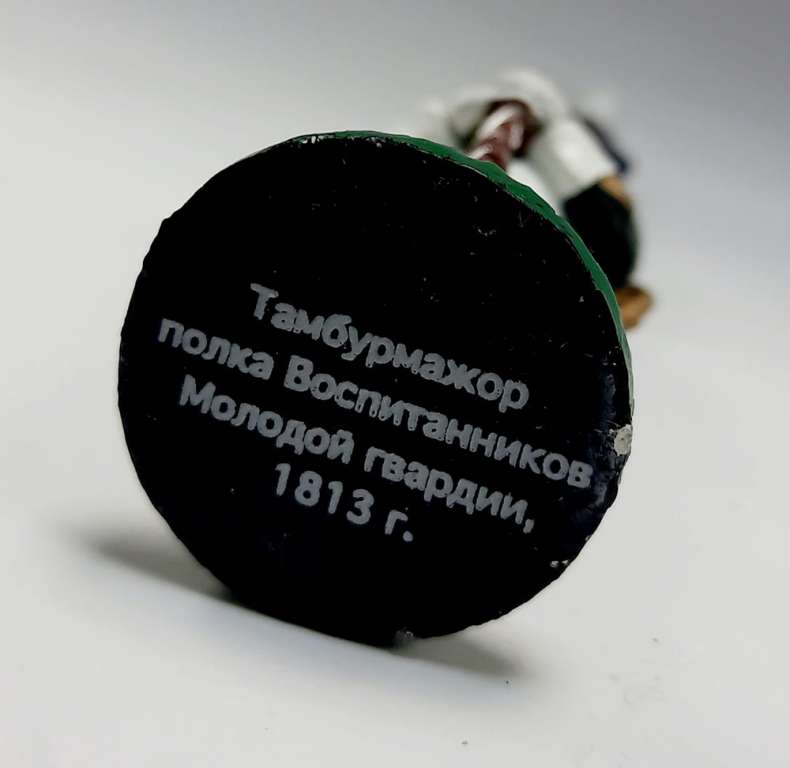 Тамбурмажор
полка Воспитанников
Молодой гвардии,
1813 г.